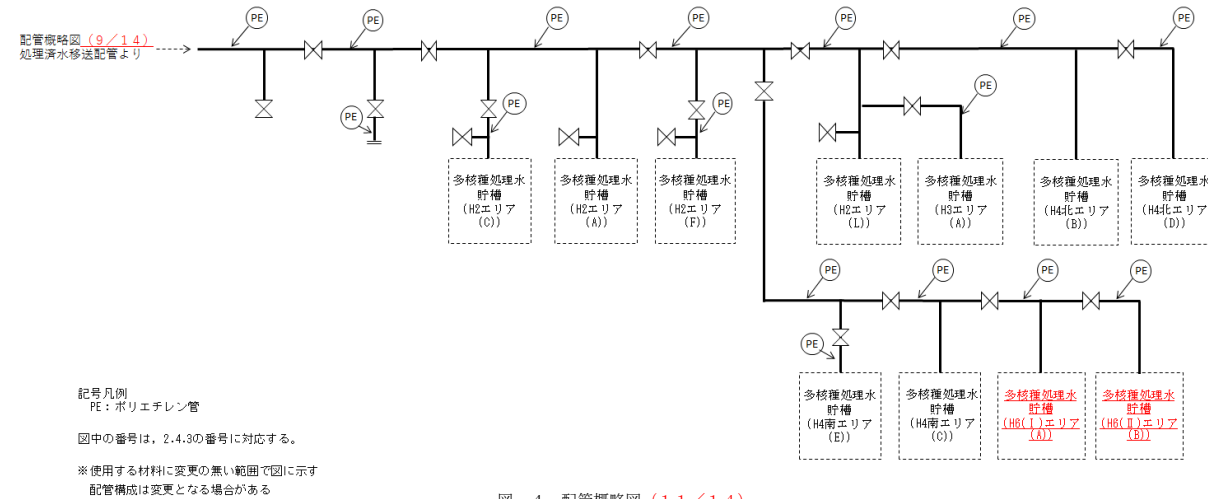 PE
PE
PE
PE
PE
PE
PE
配管概略図（9／14）
処理済水移送配管より
PE
PE
PE
PE
多核種処理水
貯槽
(H2エリア
(C))
多核種処理水
貯槽
(H2エリア
(A))
多核種処理水
貯槽
(H2エリア
(F))
多核種処理水
貯槽
(H2エリア
(L))
多核種処理水
貯槽
(H3エリア
(A))
多核種処理水
貯槽
(H4北エリア
(B))
多核種処理水
貯槽
(H4北エリア
(D))
PE
PE
PE
PE
PE
多核種処理水
貯槽
(H4南エリア
(E))
多核種処理水
貯槽
(H4南エリア
(C))
多核種処理水
貯槽
(H6(Ⅰ)エリア
(A))
多核種処理水
貯槽
(H6(Ⅱ)エリア
(B))
記号凡例
PE：ポリエチレン管
図中の番号は，2.4.3の番号に対応する。
※使用する材料に変更の無い範囲で図に示す
配管構成は変更となる場合がある
図－4 配管概略図（11／14）